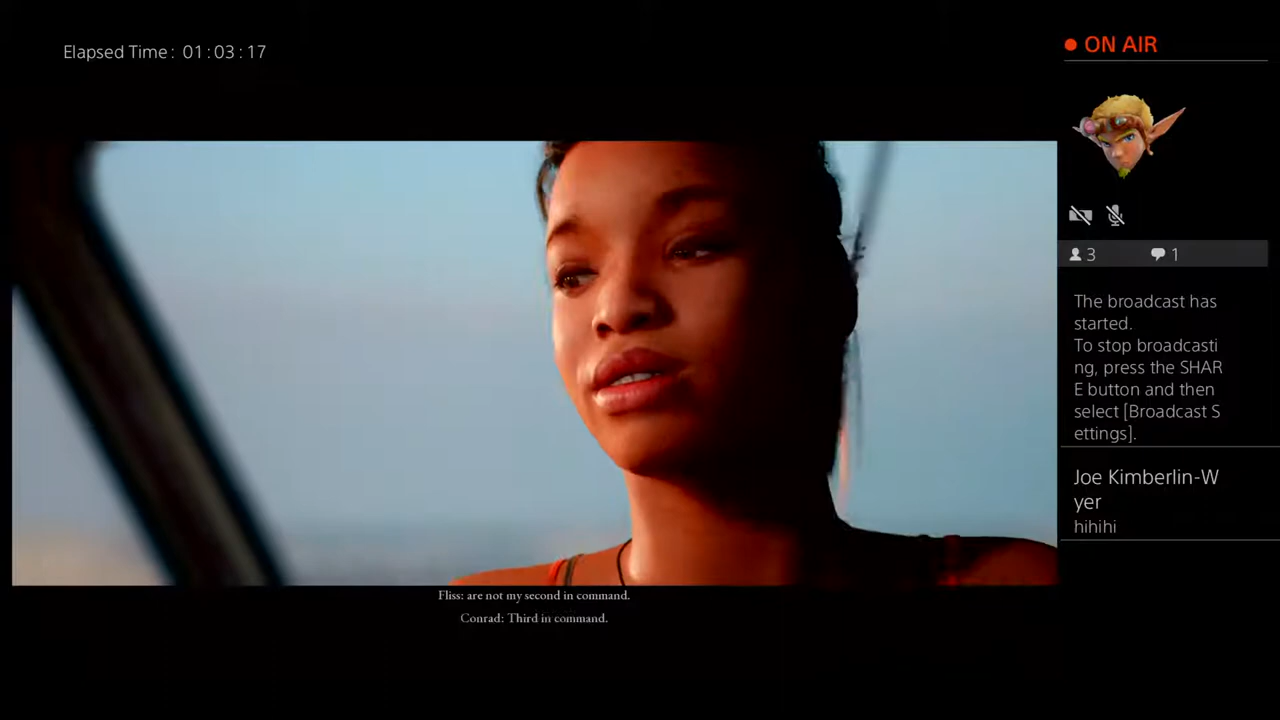 Elapsed Time: 01:03:17
ON AIR
3
1
The broadcast has
started.
To stop broadcasti
ng, press the SHAR
E button and then
select [Broadcast S
ettings].
Joe Kimberlin-W
yer
hihihi
Fliss: are not my second in command.
Conrad: Third in command.